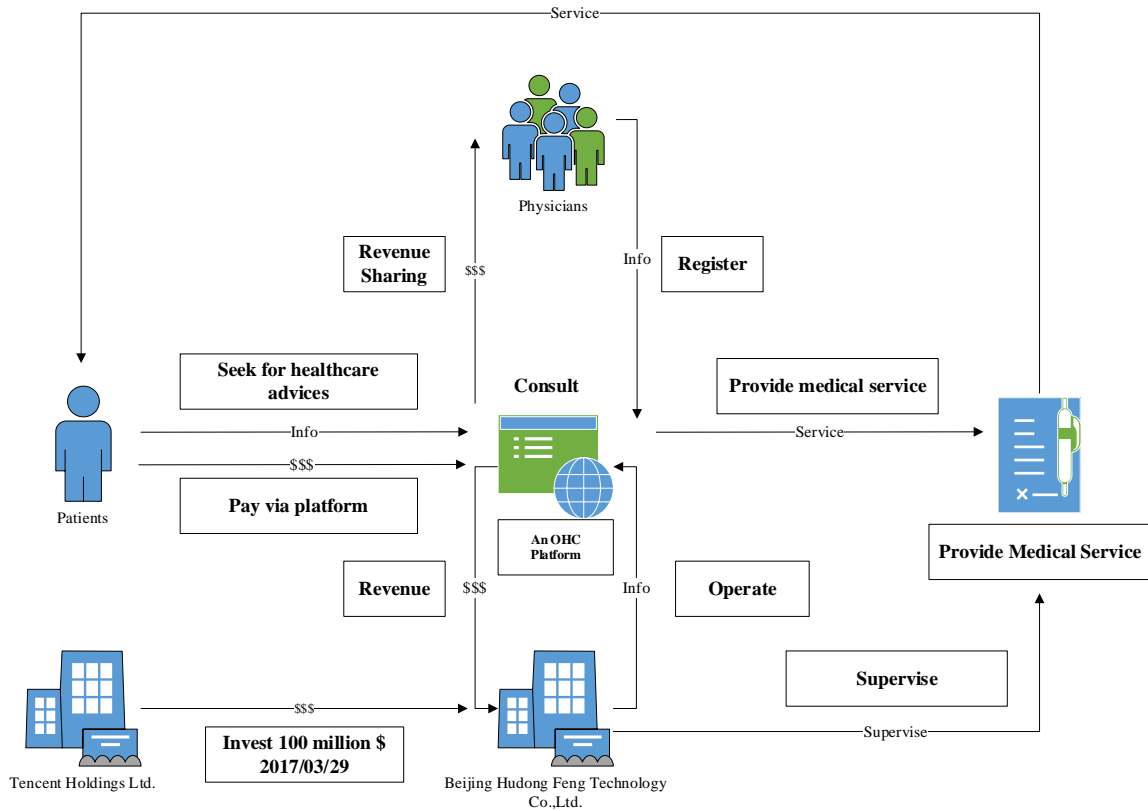 Service
Physicians
Revenue
Sharing
$$$
Info
Register
Seek for healthcare
advices
Consult
Provide medical service
Info
Service
$$$
Pay via platform
Patients
An OHC
Platform
Provide Medical Service
Revenue
$$$
Info
Operate
Supervise
$$$
Supervise
Invest 100 million $
2017/03/29
Tencent Holdings Ltd.
Beijing Hudong Feng Technology
Co.,Ltd.